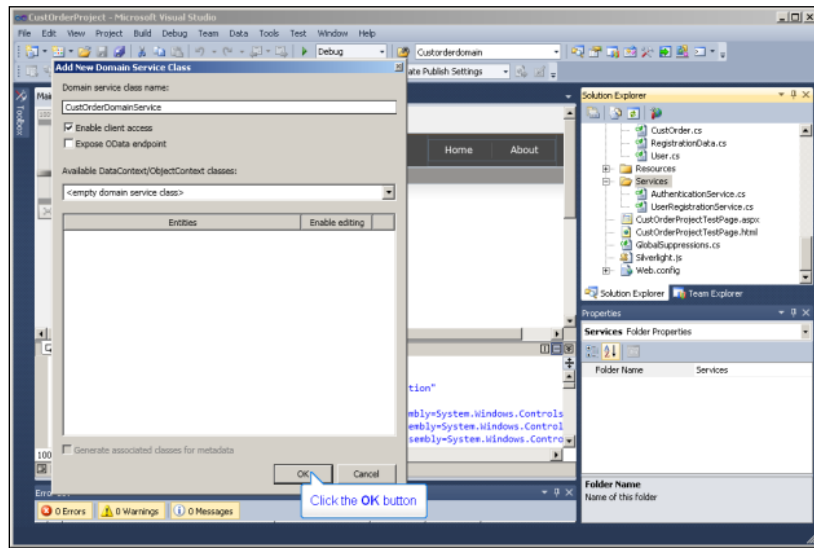 CustOrderProject - Microsoft Visual Studio
File Edit View Project Build Debug Team Data Tools Test Window Help
Debug
Custorderdomain
Add New Domain Service Class
ate Publish Settings
Domain service class name:
CustOrderDomainService
Enable client access
Expose OData endpoint
Available DataContext/ObjectContext classes:
<empty domain service class>
Entities
Enable editing
Generate associated classes for metadata
OK
Cancel
Click the OK button
Toolbox
Mai
Home
About
tion"
mbly=System.Windows.Controls
embly=System.Windows.Control
sembly=System.Windows.Contro
100
0 Errors
0 Warnings
0 Messages
Solution Explorer
CustOrder.cs
RegistrationData.cs
User.cs
Resources
Services
AuthenticationService.cs
UserRegistrationService.cs
CustOrderProjectTestPage.aspx
CustOrderProjectTestPage.html
GlobalSuppressions.cs
Silverlight.js
Web.config
Solution Explorer
Team Explorer
Properties
Services Folder Properties
Folder Name
Services
Folder Name
Name of this folder